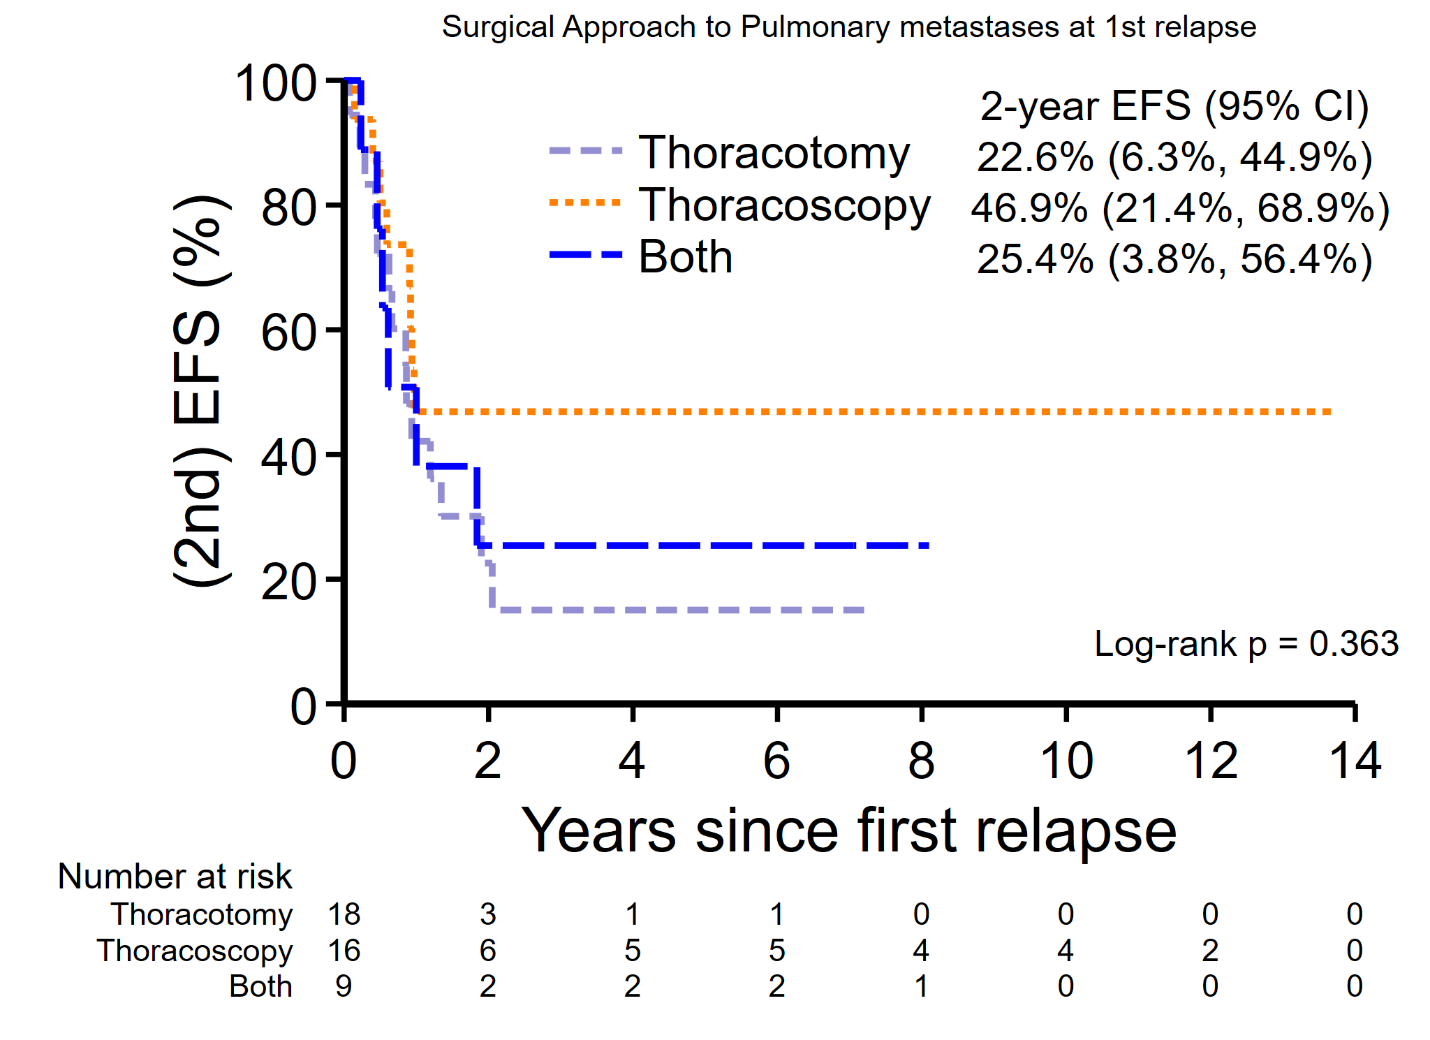 Surgical Approach to Pulmonary metastases at 1st relapse
2-year EFS (95% CI)
Thoracotomy 22.6% (6.3%, 44.9%)
Thoracoscopy 46.9% (21.4%, 68.9%)
Both 25.4% (3.8%, 56.4%)
(2nd) EFS (%)
100
80
60
40
20
0
Log-rank p = 0.363
0 2 4 6 8 10 12 14
Years since first relapse
Number at risk
Thoracotomy 18 3 1 1 0 0 0 0
Thoracoscopy 16 6 5 5 4 4 2 0
Both 9 2 2 2 1 0 0 0